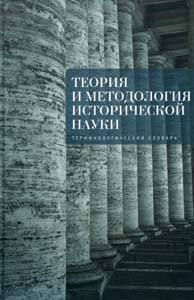 ТЕОРИЯ
И МЕТОДОЛОГИЯ
ИСТОРИЧЕСКОЙ
НАУКИ
ТЕРМИНОЛОГИЧЕСКИЙ СЛОВАРЬ